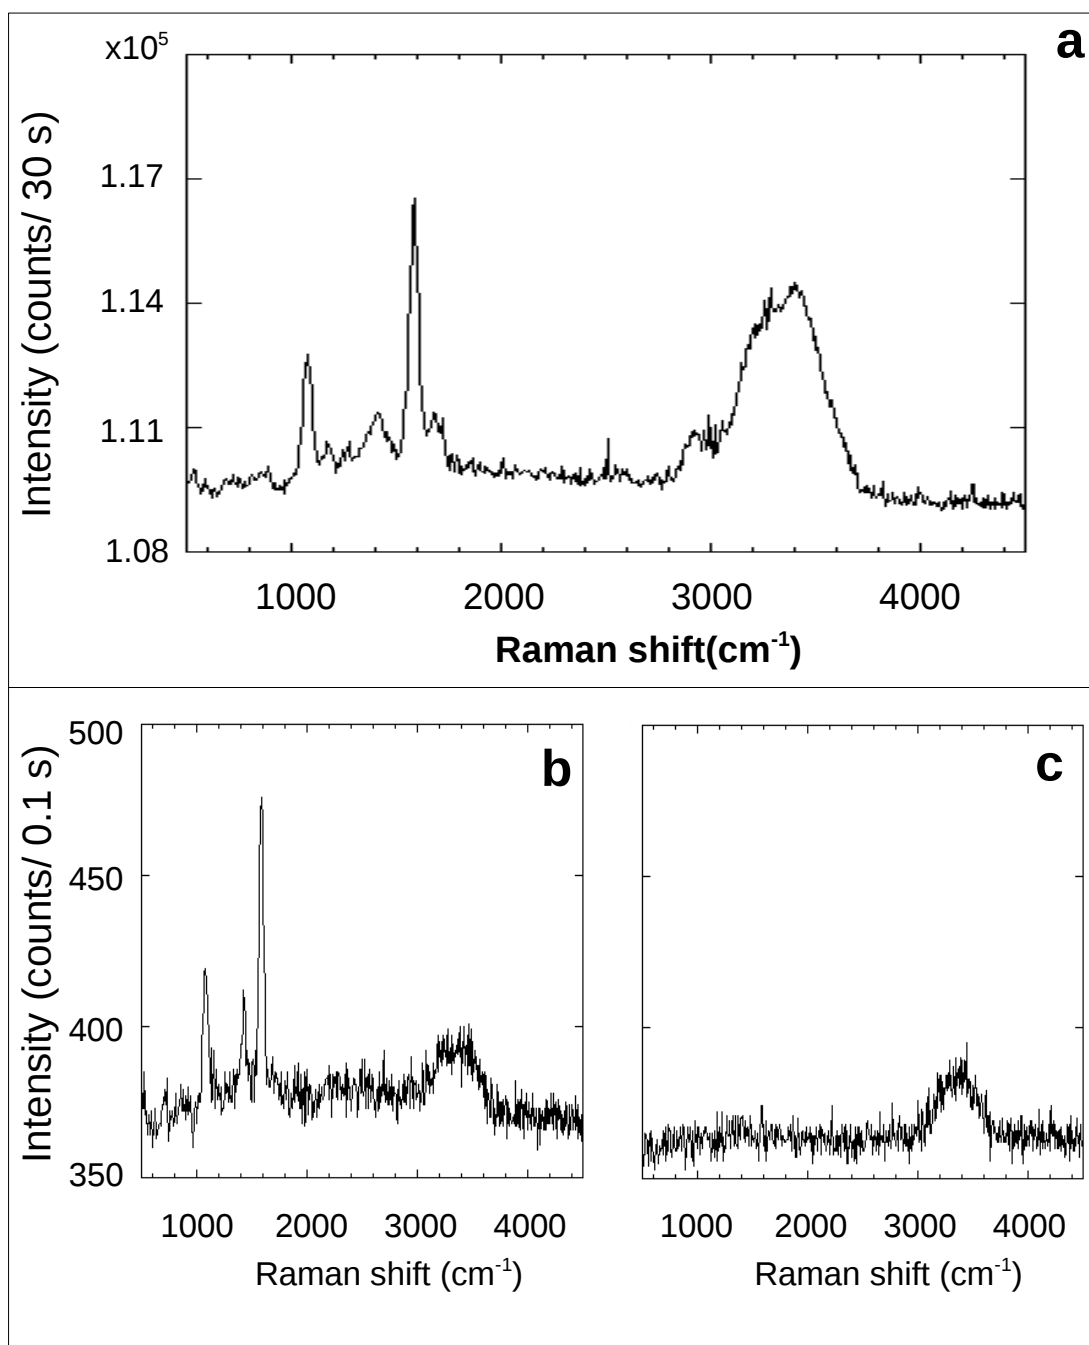 a
x10⁵
1.17
1.14
1.11
1.08
Intensity (counts/ 30 s)
1000 2000 3000 4000
Raman shift(cm⁻¹)
b
500
450
400
350
Intensity (counts/ 0.1 s)
1000 2000 3000 4000
Raman shift (cm⁻¹)
c
1000 2000 3000 4000
Raman shift (cm⁻¹)